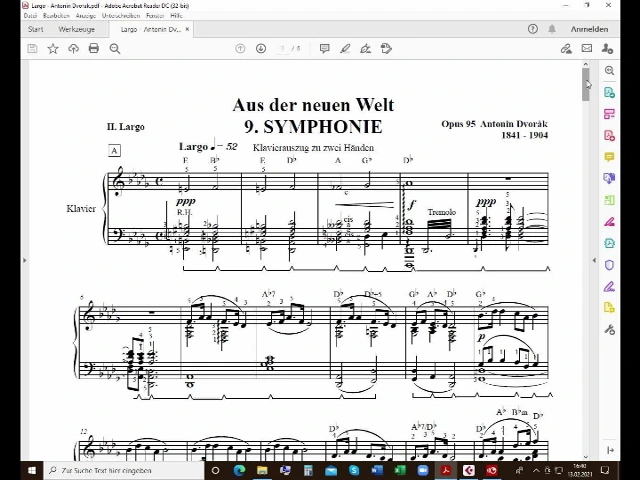 Largo - Antonin Dvorak.pdf - Adobe Acrobat Reader DC (32-bit)
Datei Bearbeiten Anzeige Unterschreiben Fenster Hilfe
Start Werkzeuge Largo - Antonin Dv... × Anmelden
/ 6
Aus der neuen Welt
II. Largo 9. SYMPHONIE Opus 95 Antonin Dvorák
1841 - 1904
A Largo ♩= 52 Klavierauszug zu zwei Händen
E B♭ E D♭ A G♭ D♭
Klavier
ppp f ppp
R.H. cis Tremolo
6 A♭7 D♭ G♭ A♭ D♭ G♭
p
12 D♭ A♭7/D♭ D♭ A♭ B♭m D♭
Zur Suche Text hier eingeben
16:40
13.02.2021